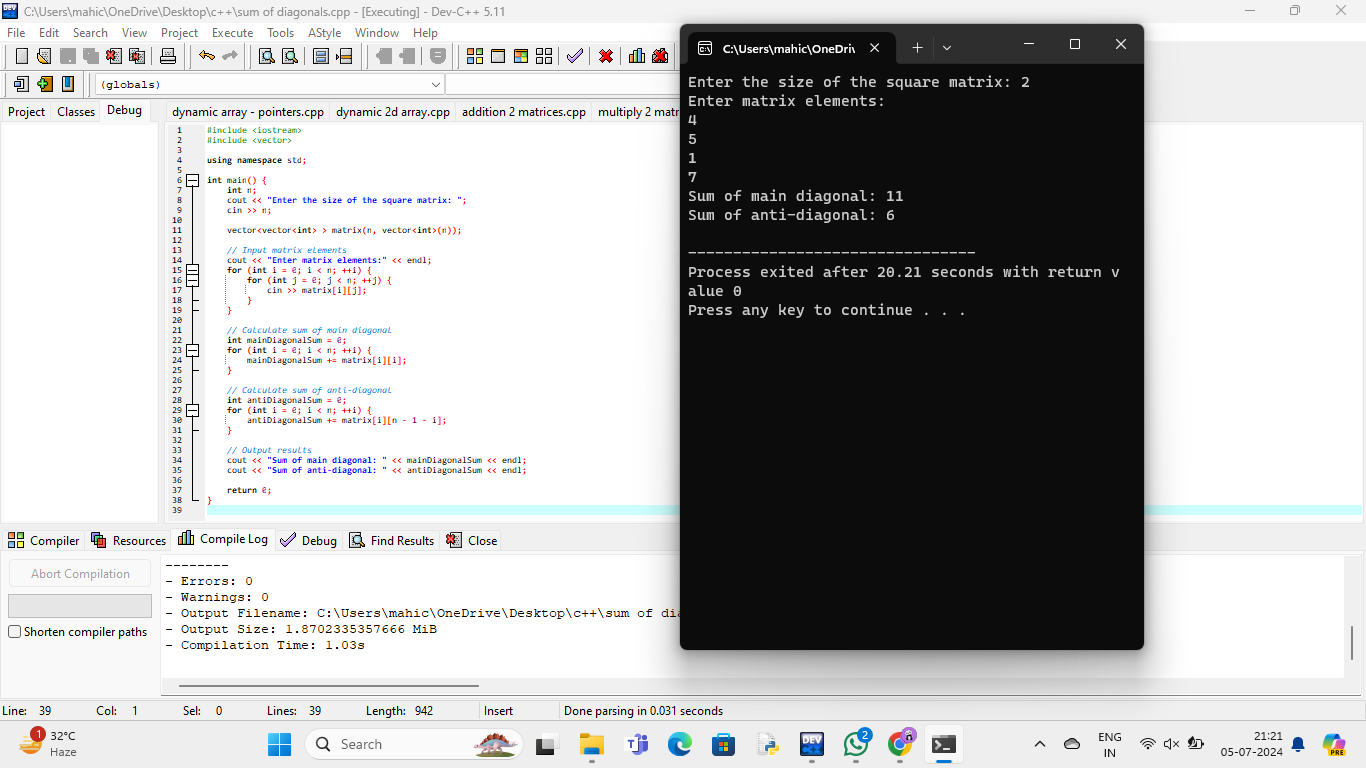 C:\Users\mahic\OneDrive\Desktop\c++\sum of diagonals.cpp - [Executing] - Dev-C++ 5.11
File Edit Search View Project Execute Tools AStyle Window Help
(globals)
Project Classes Debug
dynamic array - pointers.cpp dynamic 2d array.cpp addition 2 matrices.cpp multiply 2 matr
1 #include <iostream>
2 #include <vector>
3
4 using namespace std;
5
6 int main() {
7 int n;
8 cout << "Enter the size of the square matrix: ";
9 cin >> n;
10
11 vector<vector<int> > matrix(n, vector<int>(n));
12
13 // Input matrix elements
14 cout << "Enter matrix elements:" << endl;
15 for (int i = 0; i < n; ++i) {
16 for (int j = 0; j < n; ++j) {
17 cin >> matrix[i][j];
18 }
19 }
20
21 // Calculate sum of main diagonal
22 int mainDiagonalSum = 0;
23 for (int i = 0; i < n; ++i) {
24 mainDiagonalSum += matrix[i][i];
25 }
26
27 // Calculate sum of anti-diagonal
28 int antiDiagonalSum = 0;
29 for (int i = 0; i < n; ++i) {
30 antiDiagonalSum += matrix[i][n - 1 - i];
31 }
32
33 // Output results
34 cout << "Sum of main diagonal: " << mainDiagonalSum << endl;
35 cout << "Sum of anti-diagonal: " << antiDiagonalSum << endl;
36
37 return 0;
38 }
39
C:\Users\mahic\OneDri
Enter the size of the square matrix: 2
Enter matrix elements:
4
5
1
7
Sum of main diagonal: 11
Sum of anti-diagonal: 6
--------------------------------
Process exited after 20.21 seconds with return v
alue 0
Press any key to continue . . .
Compiler Resources Compile Log Debug Find Results Close
Abort Compilation
Shorten compiler paths
--------
- Errors: 0
- Warnings: 0
- Output Filename: C:\Users\mahic\OneDrive\Desktop\c++\sum of dia
- Output Size: 1.8702335357666 MiB
- Compilation Time: 1.03s
Line: 39 Col: 1 Sel: 0 Lines: 39 Length: 942 Insert Done parsing in 0.031 seconds
1
32°C
Haze
Search
DEV
2
ENG
IN
21:21
05-07-2024
PRE